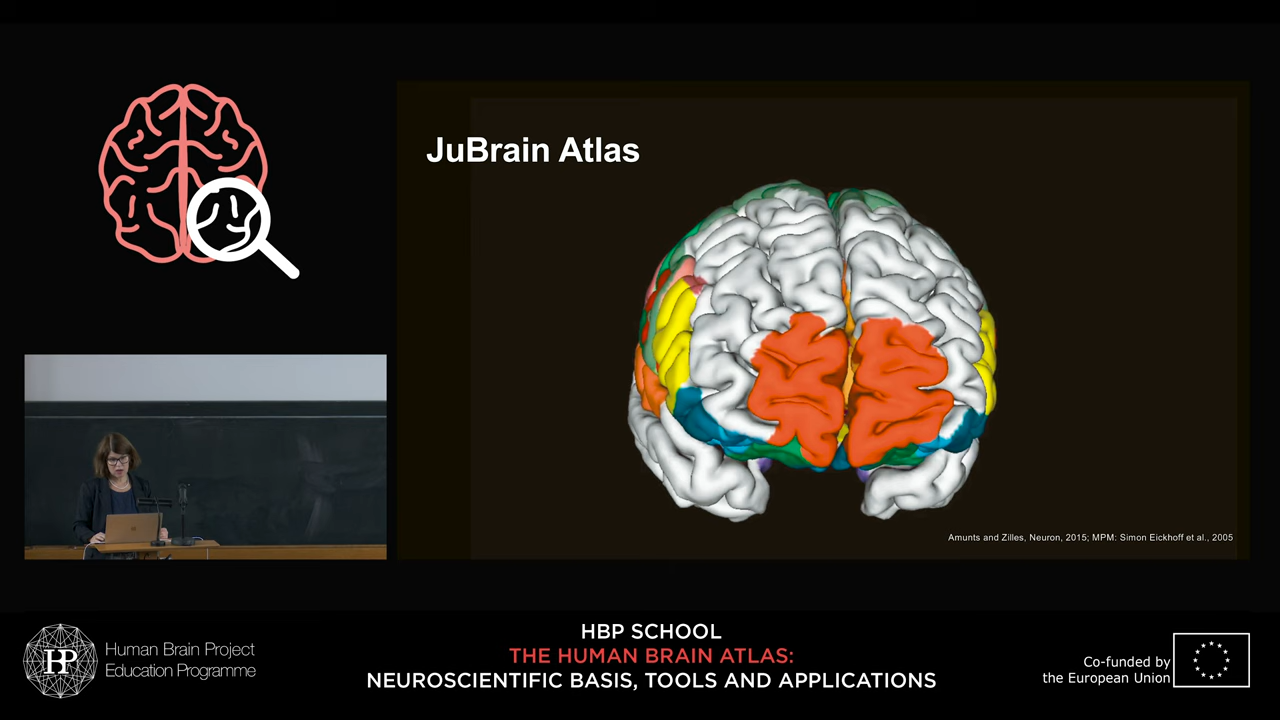 JuBrain Atlas
Amunts and Zilles, Neuron, 2015; MPM: Simon Eickhoff et al., 2005
HBP
Human Brain Project
Education Programme
HBP SCHOOL
THE HUMAN BRAIN ATLAS:
NEUROSCIENTIFIC BASIS, TOOLS AND APPLICATIONS
Co-funded by
the European Union